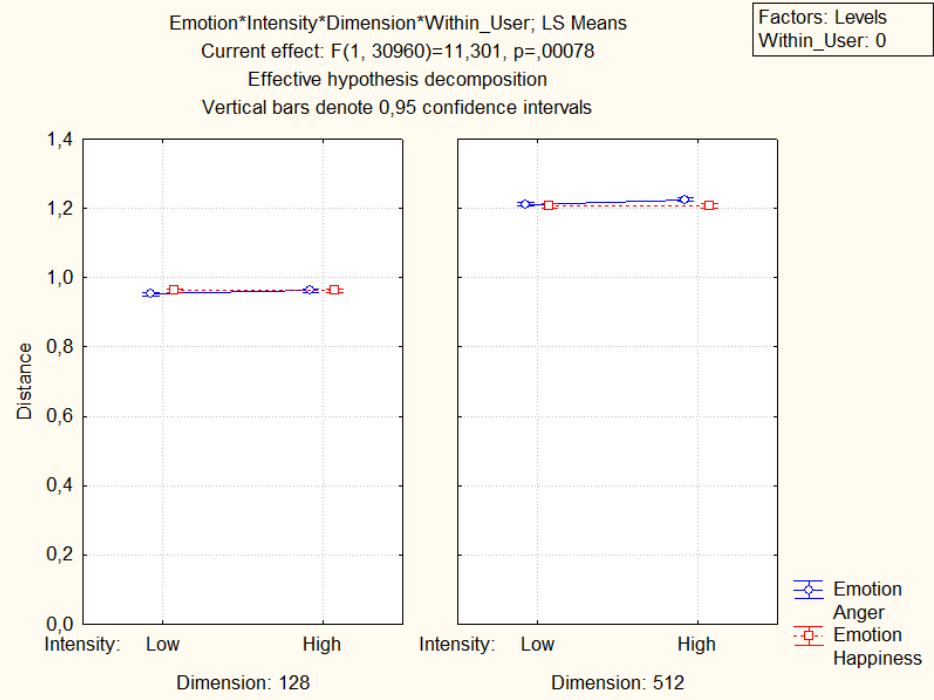 Emotion*Intensity*Dimension*Within_User; LS Means
Current effect: F(1, 30960)=11,301, p=,00078
Effective hypothesis decomposition
Vertical bars denote 0,95 confidence intervals
Factors: Levels
Within_User: 0
Distance
1,4
1,2
1,0
0,8
0,6
0,4
0,2
0,0
Intensity: Low High
Dimension: 128
Intensity: Low High
Dimension: 512
Emotion
Anger
Emotion
Happiness